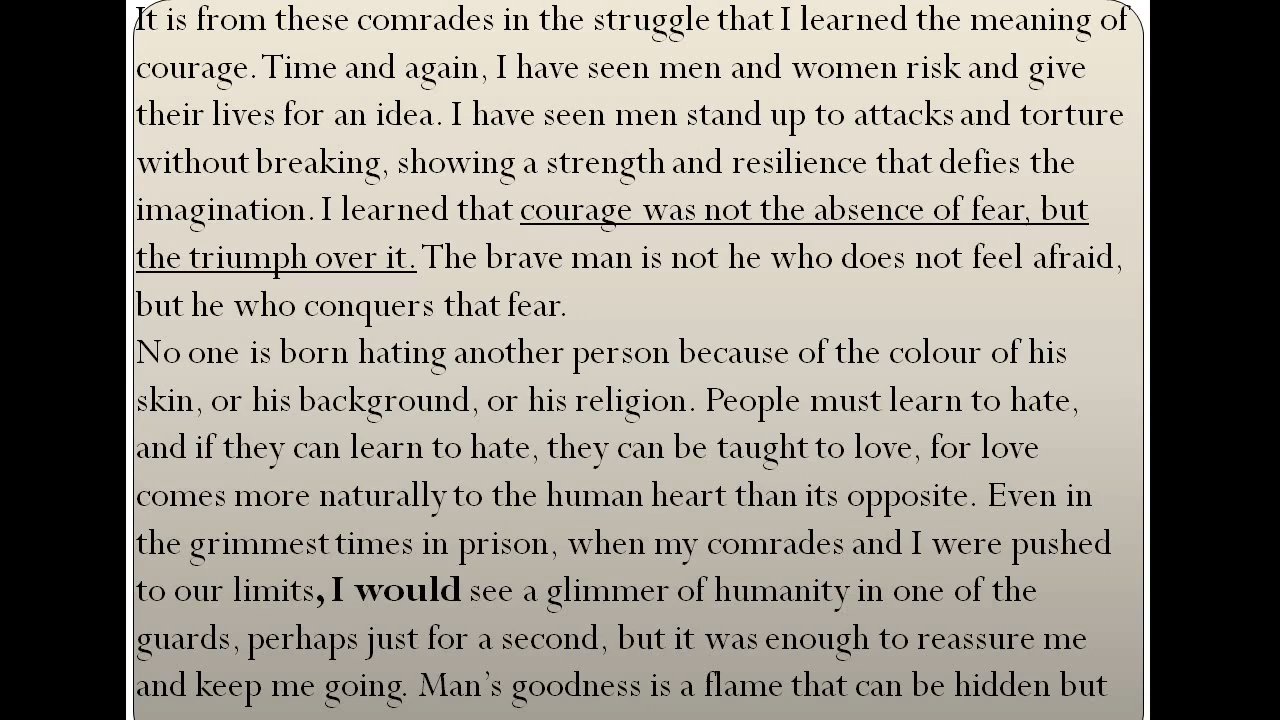 It is from these comrades in the struggle that I learned the meaning of
courage. Time and again, I have seen men and women risk and give
their lives for an idea. I have seen men stand up to attacks and torture
without breaking, showing a strength and resilience that defies the
imagination. I learned that courage was not the absence of fear, but
the triumph over it. The brave man is not he who does not feel afraid,
but he who conquers that fear.
No one is born hating another person because of the colour of his
skin, or his background, or his religion. People must learn to hate,
and if they can learn to hate, they can be taught to love, for love
comes more naturally to the human heart than its opposite. Even in
the grimmest times in prison, when my comrades and I were pushed
to our limits, I would see a glimmer of humanity in one of the
guards, perhaps just for a second, but it was enough to reassure me
and keep me going. Man’s goodness is a flame that can be hidden but